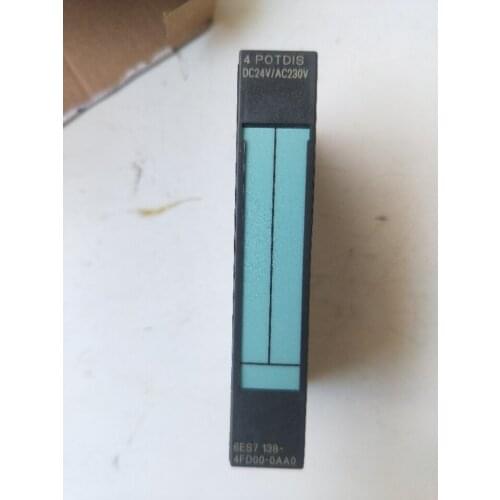 4 POTDIS
DC24V/AC230V
6ES7 138-
4FD00-0AA0